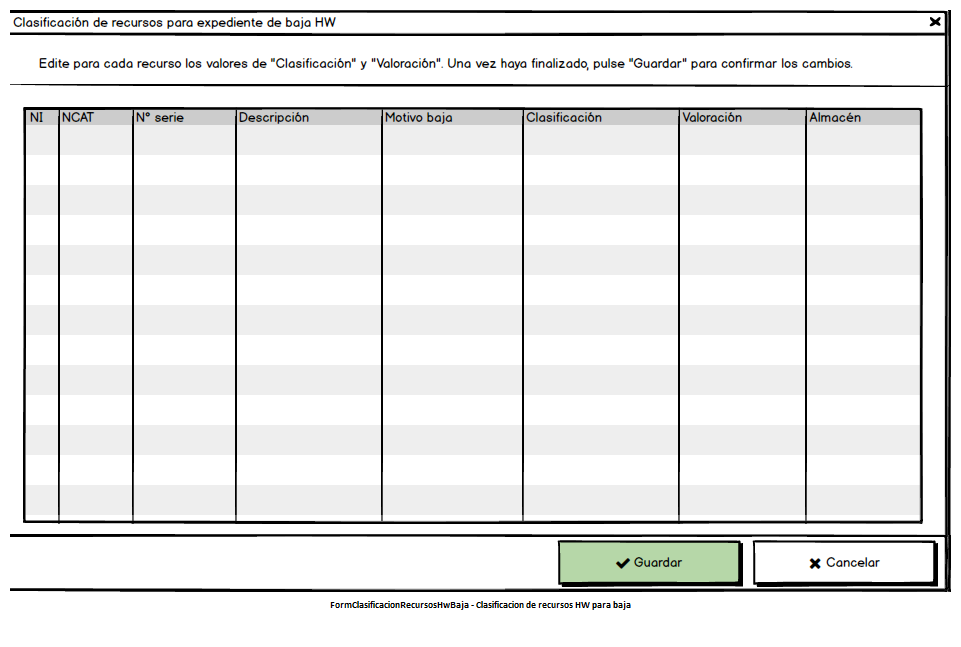 Clasificación de recursos para expediente de baja HW
Edite para cada recurso los valores de "Clasificación" y "Valoración". Una vez haya finalizado, pulse "Guardar" para confirmar los cambios.
NI NCAT Nº serie Descripción Motivo baja Clasificación Valoración Almacén
Guardar Cancelar
FormClasificacionRecursosHwBaja - Clasificacion de recursos HW para baja